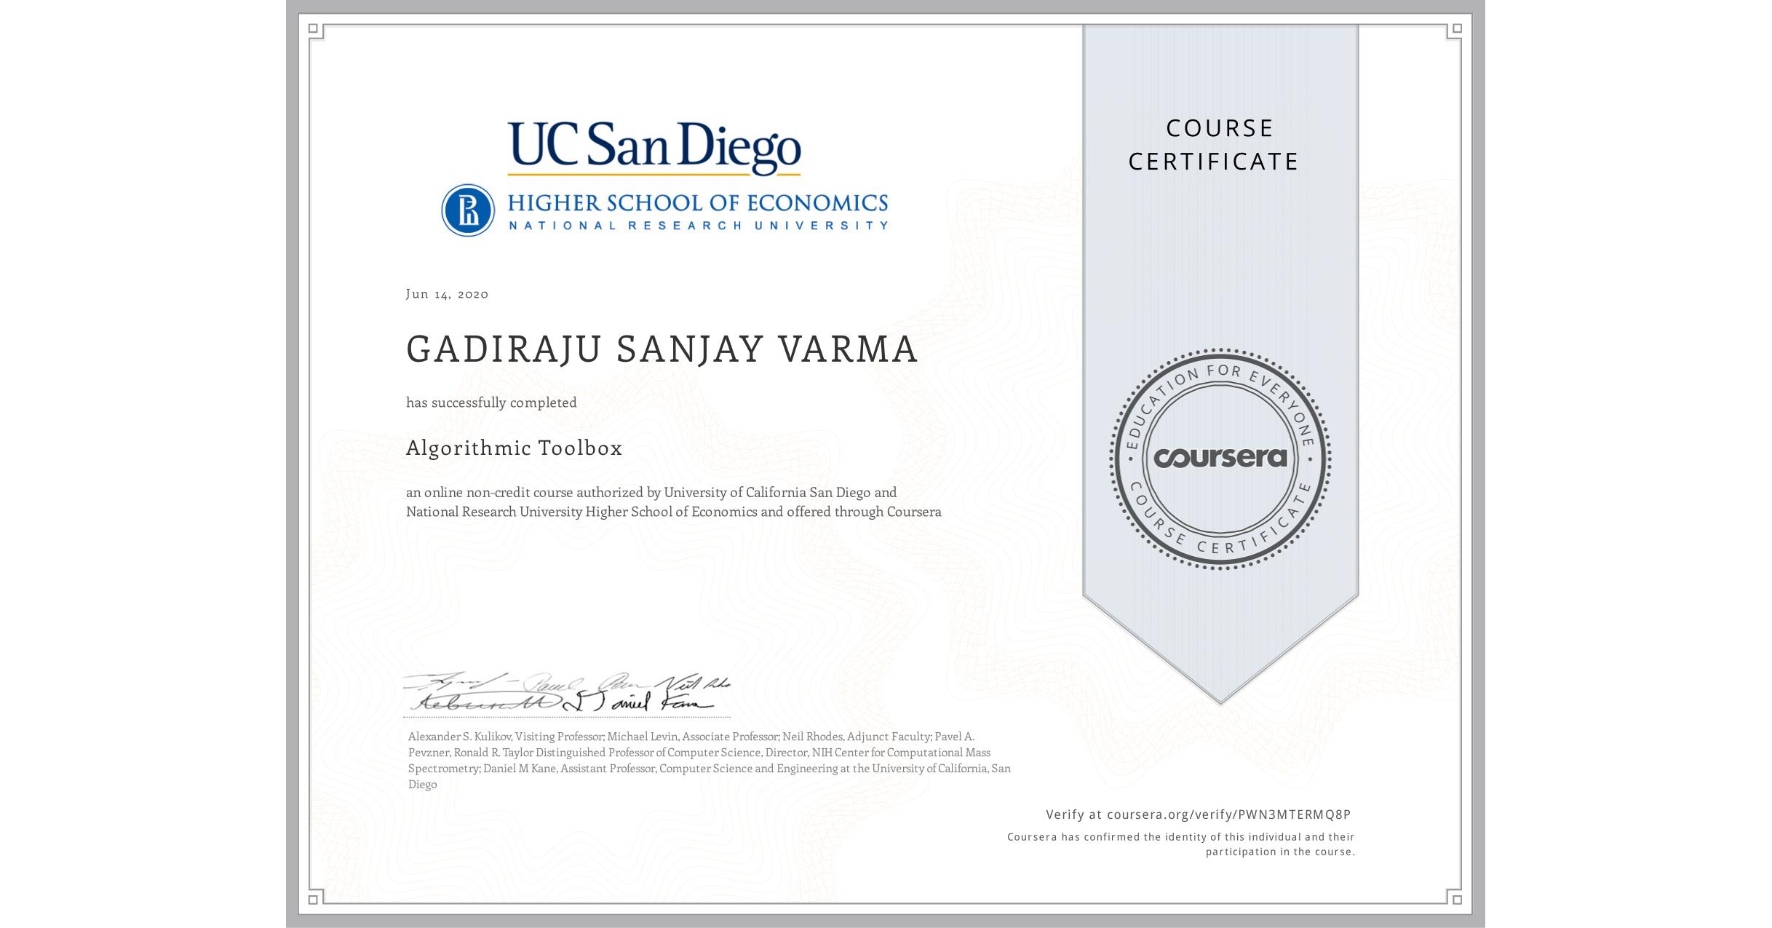 UC San Diego
HIGHER SCHOOL OF ECONOMICS
NATIONAL RESEARCH UNIVERSITY
Jun 14, 2020
GADIRAJU SANJAY VARMA
has successfully completed
Algorithmic Toolbox
an online non-credit course authorized by University of California San Diego and
National Research University Higher School of Economics and offered through Coursera
Alexander S. Kulikov, Visiting Professor; Michael Levin, Associate Professor; Neil Rhodes, Adjunct Faculty; Pavel A.
Pevzner, Ronald R. Taylor Distinguished Professor of Computer Science, Director, NIH Center for Computational Mass
Spectrometry; Daniel M Kane, Assistant Professor, Computer Science and Engineering at the University of California, San
Diego
COURSE
CERTIFICATE
EDUCATION FOR EVERYONE
coursera
COURSE CERTIFICATE
Verify at coursera.org/verify/PWN3MTERMQ8P
Coursera has confirmed the identity of this individual and their
participation in the course.